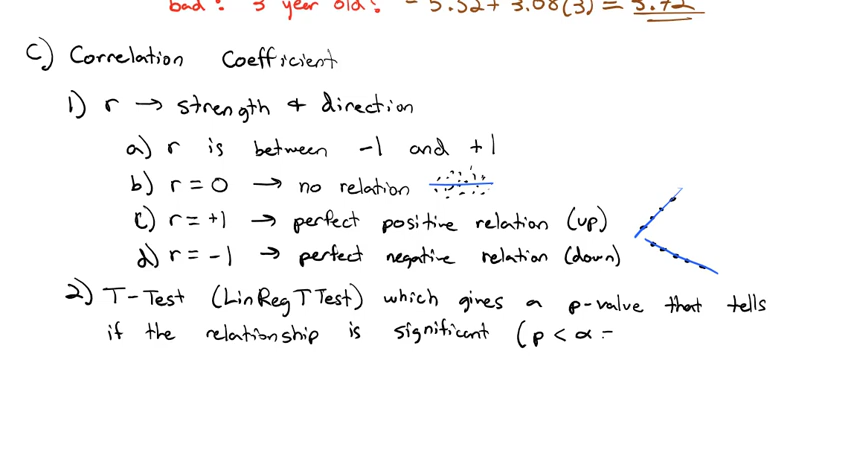 bad! 3 year old! - 5.52 + 3.08(3) = 3.72
C) Correlation Coefficient
1) r → strength + direction
a) r is between -1 and +1
b) r = 0 → no relation
c) r = +1 → perfect positive relation (up)
d) r = -1 → perfect negative relation (down)
2) T-Test (LinRegTTest) which gives a p-value that tells
if the relationship is significant (p < α =